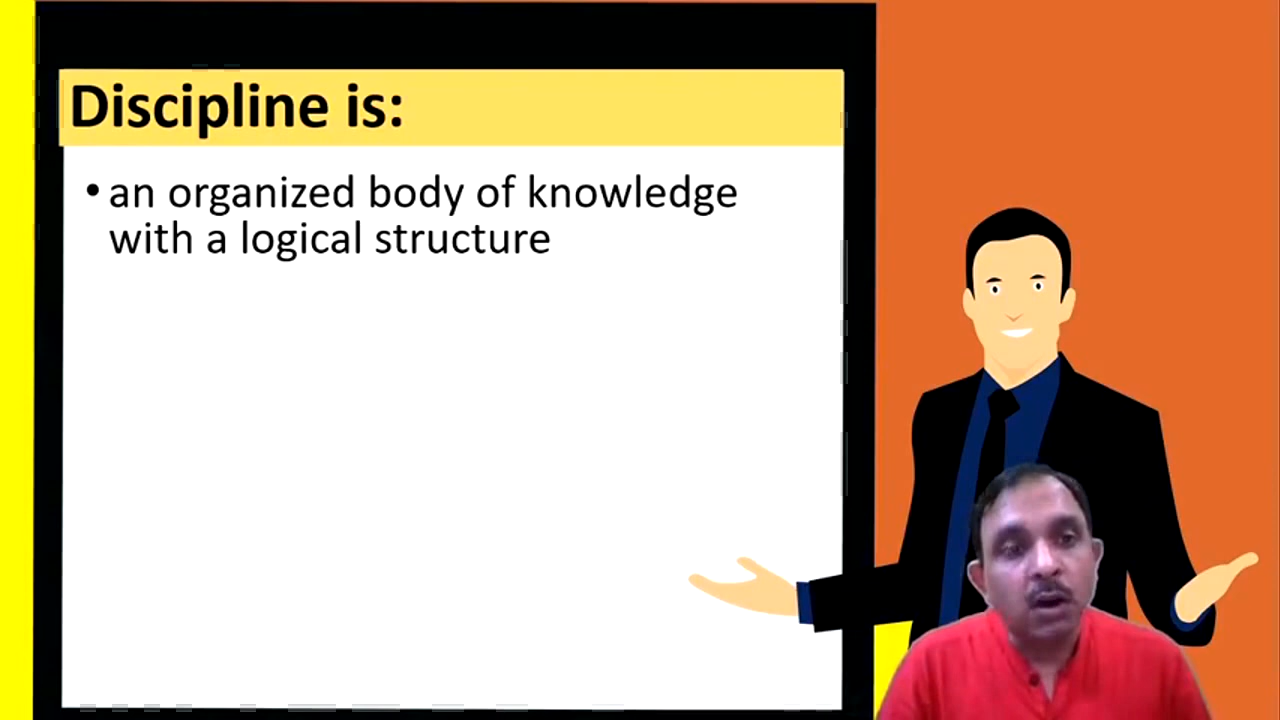 Discipline is:
• an organized body of knowledge
with a logical structure